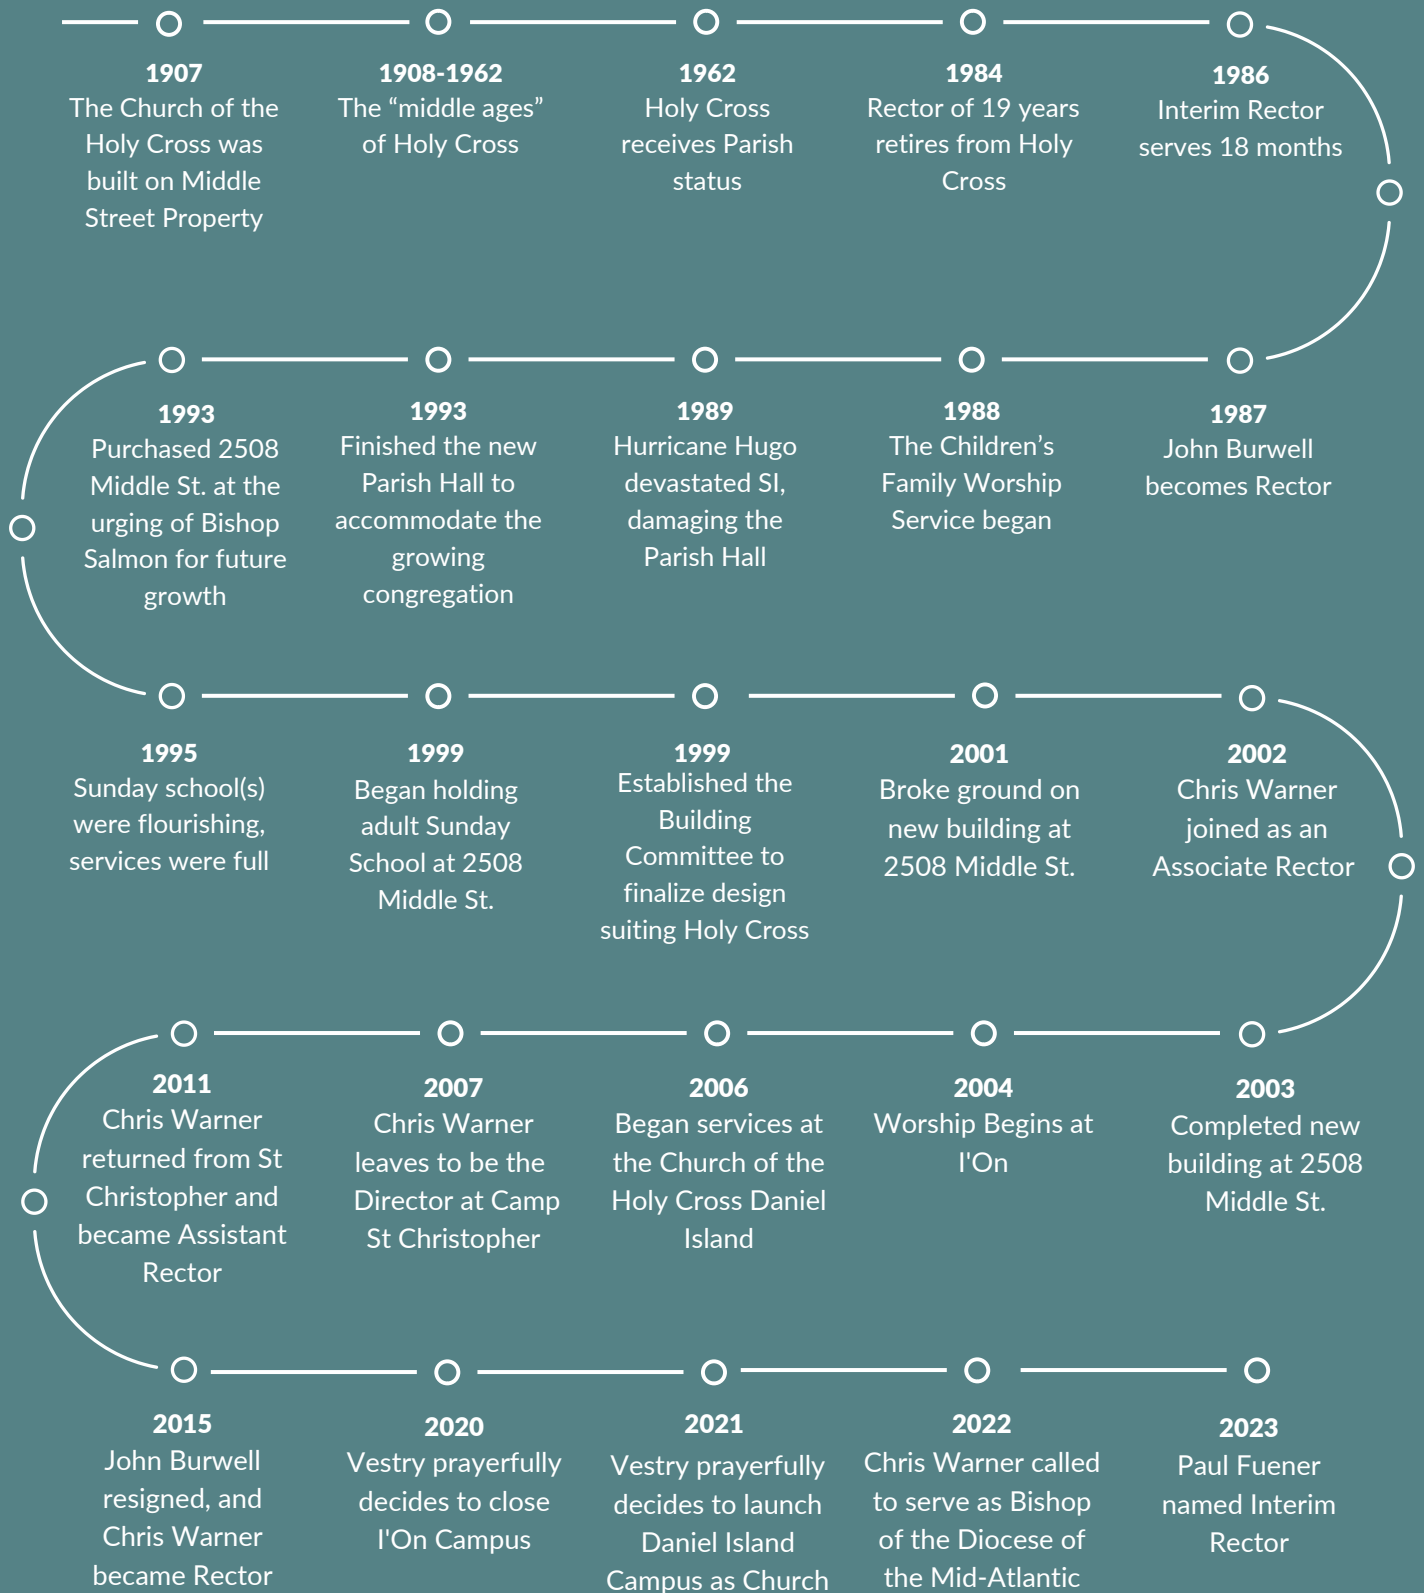 1907
The Church of the
Holy Cross was
built on Middle
Street Property
1908-1962
The “middle ages”
of Holy Cross
1962
Holy Cross
receives Parish
status
1984
Rector of 19 years
retires from Holy
Cross
1986
Interim Rector
serves 18 months
1987
John Burwell
becomes Rector
1988
The Children’s
Family Worship
Service began
1989
Hurricane Hugo
devastated SI,
damaging the
Parish Hall
1993
Finished the new
Parish Hall to
accommodate the
growing
congregation
1993
Purchased 2508
Middle St. at the
urging of Bishop
Salmon for future
growth
1995
Sunday school(s)
were flourishing,
services were full
1999
Began holding
adult Sunday
School at 2508
Middle St.
1999
Established the
Building
Committee to
finalize design
suiting Holy Cross
2001
Broke ground on
new building at
2508 Middle St.
2002
Chris Warner
joined as an
Associate Rector
2003
Completed new
building at 2508
Middle St.
2004
Worship Begins at
I'On
2006
Began services at
the Church of the
Holy Cross Daniel
Island
2007
Chris Warner
leaves to be the
Director at Camp
St Christopher
2011
Chris Warner
returned from St
Christopher and
became Assistant
Rector
2015
John Burwell
resigned, and
Chris Warner
became Rector
2020
Vestry prayerfully
decides to close
I'On Campus
2021
Vestry prayerfully
decides to launch
Daniel Island
Campus as Church
2022
Chris Warner called
to serve as Bishop
of the Diocese of
the Mid-Atlantic
2023
Paul Fuener
named Interim
Rector